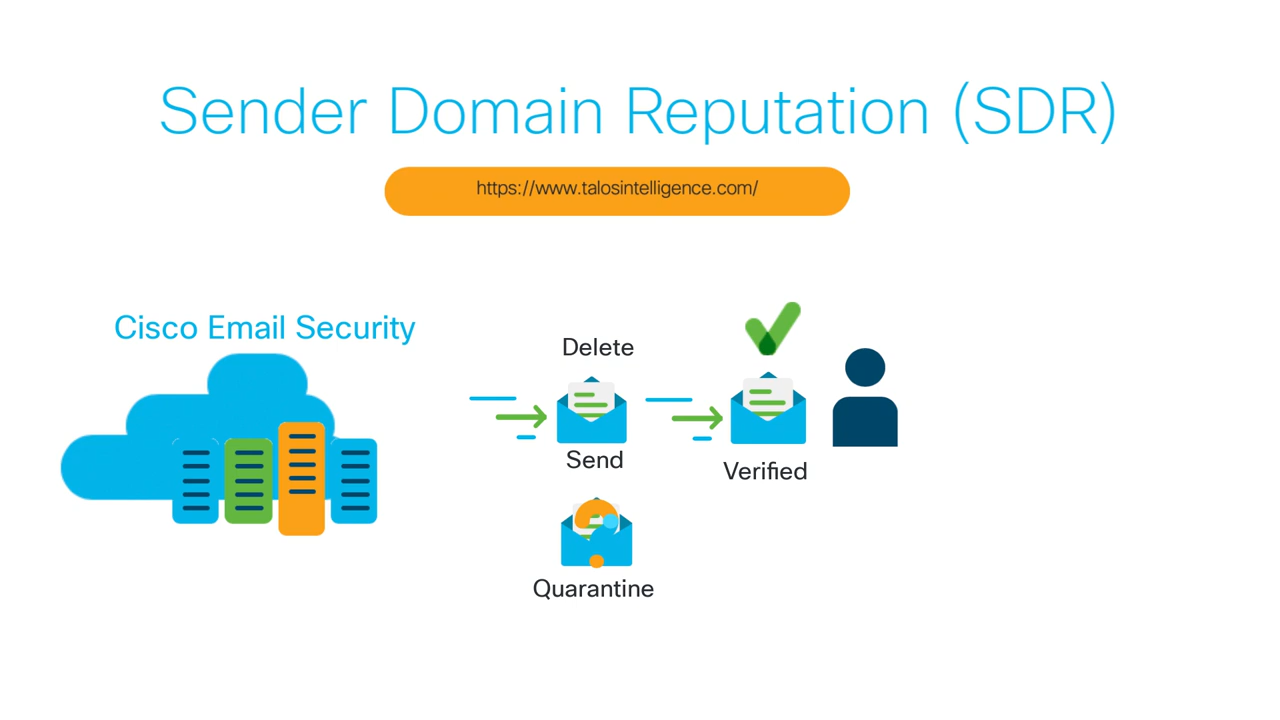 Sender Domain Reputation (SDR)
https://www.talosintelligence.com/
Cisco Email Security
Delete
Send
Verified
Quarantine